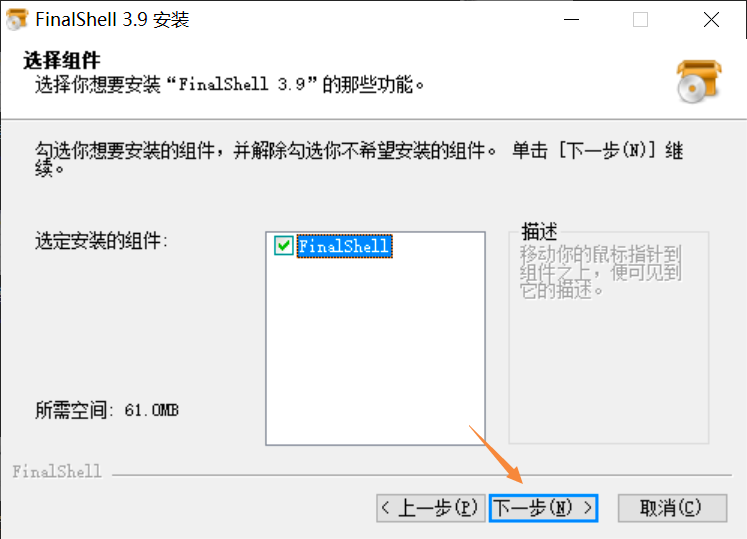 FinalShell 3.9 安装
选择组件
选择你想要安装“FinalShell 3.9”的那些功能。
勾选你想要安装的组件，并解除勾选你不希望安装的组件。 单击 [下一步(N)] 继
续。
选定安装的组件:
FinalShell
描述
移动你的鼠标指针到
组件之上，便可见到
它的描述。
所需空间: 61.0MB
FinalShell
< 上一步(P) 下一步(N) > 取消(C)